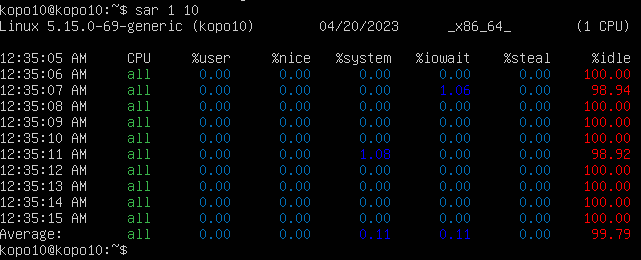 kopo10@kopo10:~$ sar 1 10
Linux 5.15.0-69-generic (kopo10) 04/20/2023 _x86_64_ (1 CPU)
12:35:05 AM CPU %user %nice %system %iowait %steal %idle
12:35:06 AM all 0.00 0.00 0.00 0.00 0.00 100.00
12:35:07 AM all 0.00 0.00 0.00 1.06 0.00 98.94
12:35:08 AM all 0.00 0.00 0.00 0.00 0.00 100.00
12:35:09 AM all 0.00 0.00 0.00 0.00 0.00 100.00
12:35:10 AM all 0.00 0.00 0.00 0.00 0.00 100.00
12:35:11 AM all 0.00 0.00 1.08 0.00 0.00 98.92
12:35:12 AM all 0.00 0.00 0.00 0.00 0.00 100.00
12:35:13 AM all 0.00 0.00 0.00 0.00 0.00 100.00
12:35:14 AM all 0.00 0.00 0.00 0.00 0.00 100.00
12:35:15 AM all 0.00 0.00 0.00 0.00 0.00 100.00
Average: all 0.00 0.00 0.11 0.11 0.00 99.79
kopo10@kopo10:~$